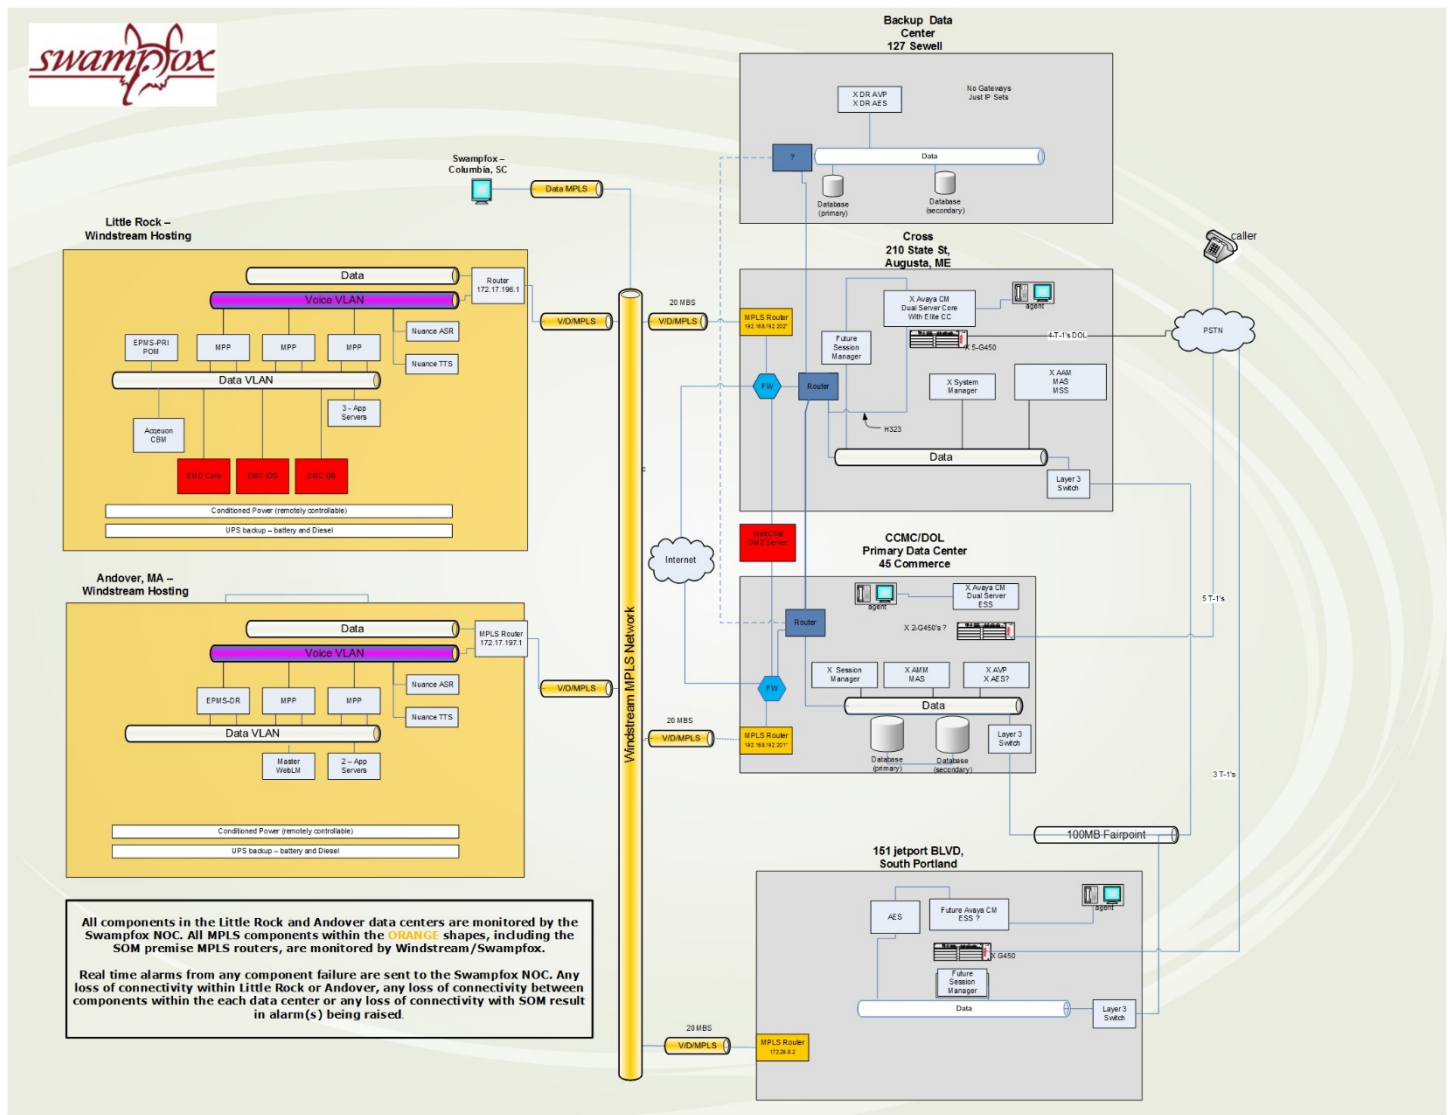 swampfox
Backup Data
Center
127 Sewell
X DR AVP
X DR AES
No Gateways
Just IP Sets
?
Data
Database
(primary)
Database
(secondary)
Swampfox –
Columbia, SC
Data MPLS
Little Rock –
Windstream Hosting
Data
Router
172.17.196.1
Voice VLAN
Nuance ASR
EPMS-PRI
POM
MPP
MPP
MPP
Nuance TTS
Data VLAN
3 - App
Servers
Acqeuon
CBM
EMC Core
EMC IDS
EMC DB
Conditioned Power (remotely controllable)
UPS backup – battery and Diesel
V/D/MPLS
20 MBS
V/D/MPLS
Cross
210 State St,
Augusta, ME
MPLS Router
192.168.192.202*
X Avaya CM
Dual Server Core
With Elite CC
agent
Future
Session
Manager
X 5-G450
4-T-1's DOL
FW
Router
X System
Manager
X AAM
MAS
MSS
H323
Data
Layer 3
Switch
caller
PSTN
c
WebChat
DMZ Server
Internet
CCMC/DOL
Primary Data Center
45 Commerce
agent
X Avaya CM
Dual Server
ESS
Router
X 2-G450's ?
5 T-1's
X Session
Manager
X AMM
MAS
X AVP
X AES?
FW
Data
MPLS Router
192.168.192.201*
Database
(primary)
Database
(secondary)
Layer 3
Switch
3 T-1's
Andover, MA –
Windstream Hosting
Data
MPLS Router
172.17.197.1
Voice VLAN
Nuance ASR
EPMS-DR
MPP
MPP
Nuance TTS
Data VLAN
Master
WebLM
2 – App
Servers
Conditioned Power (remotely controllable)
UPS backup – battery and Diesel
V/D/MPLS
Windstream MPLS Network
20 MBS
V/D/MPLS
100MB Fairpoint
151 jetport BLVD,
South Portland
AES
Future Avaya CM
ESS ?
agent
X G450
Future
Session
Manager
Data
Layer 3
Switch
20 MBS
V/D/MPLS
MPLS Router
All components in the Little Rock and Andover data centers are monitored by the
Swampfox NOC. All MPLS components within the ORANGE shapes, including the
SOM premise MPLS routers, are monitored by Windstream/Swampfox.
Real time alarms from any component failure are sent to the Swampfox NOC. Any
loss of connectivity within Little Rock or Andover, any loss of connectivity between
components within the each data center or any loss of connectivity with SOM result
in alarm(s) being raised.